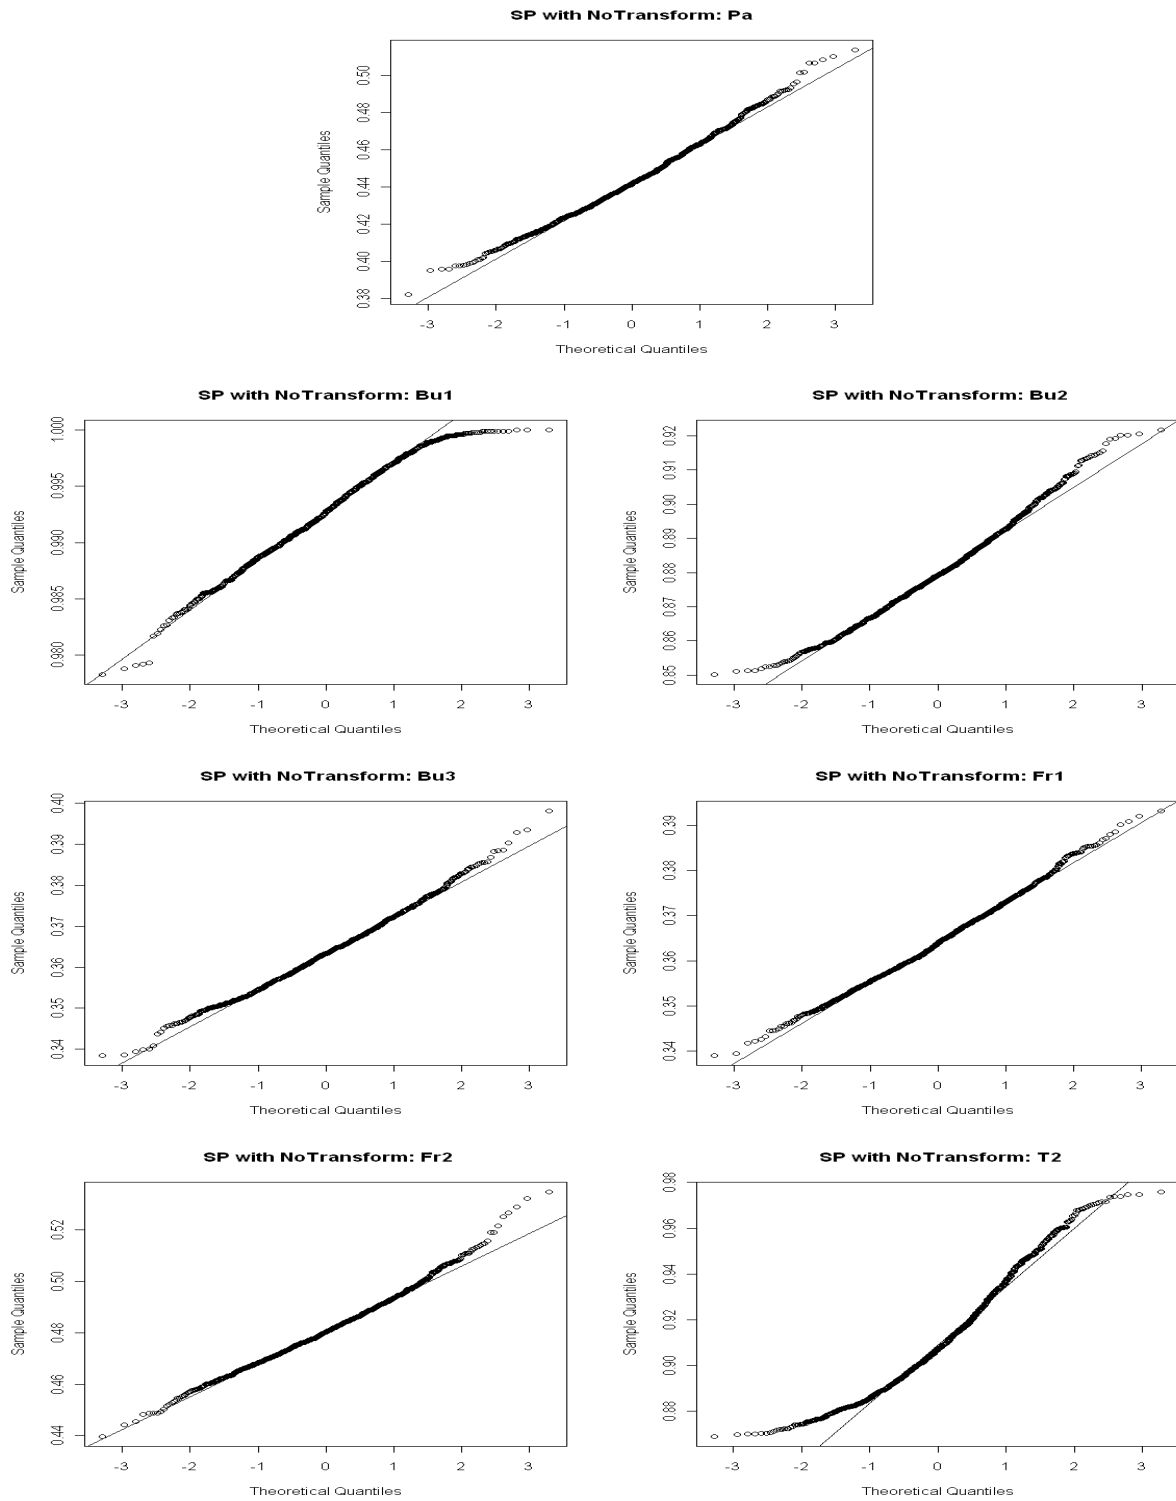 SP with NoTransform: Pa
Sample Quantiles
0.38 0.40 0.42 0.44 0.46 0.48 0.50
-3 -2 -1 0 1 2 3
Theoretical Quantiles
SP with NoTransform: Bu1
Sample Quantiles
0.980 0.985 0.990 0.995 1.000
-3 -2 -1 0 1 2 3
Theoretical Quantiles
SP with NoTransform: Bu2
Sample Quantiles
0.85 0.86 0.87 0.88 0.89 0.90 0.91 0.92
-3 -2 -1 0 1 2 3
Theoretical Quantiles
SP with NoTransform: Bu3
Sample Quantiles
0.34 0.35 0.36 0.37 0.38 0.39 0.40
-3 -2 -1 0 1 2 3
Theoretical Quantiles
SP with NoTransform: Fr1
Sample Quantiles
0.34 0.35 0.36 0.37 0.38 0.39
-3 -2 -1 0 1 2 3
Theoretical Quantiles
SP with NoTransform: Fr2
Sample Quantiles
0.44 0.46 0.48 0.50 0.52
-3 -2 -1 0 1 2 3
Theoretical Quantiles
SP with NoTransform: T2
Sample Quantiles
0.88 0.90 0.92 0.94 0.96 0.98
-3 -2 -1 0 1 2 3
Theoretical Quantiles